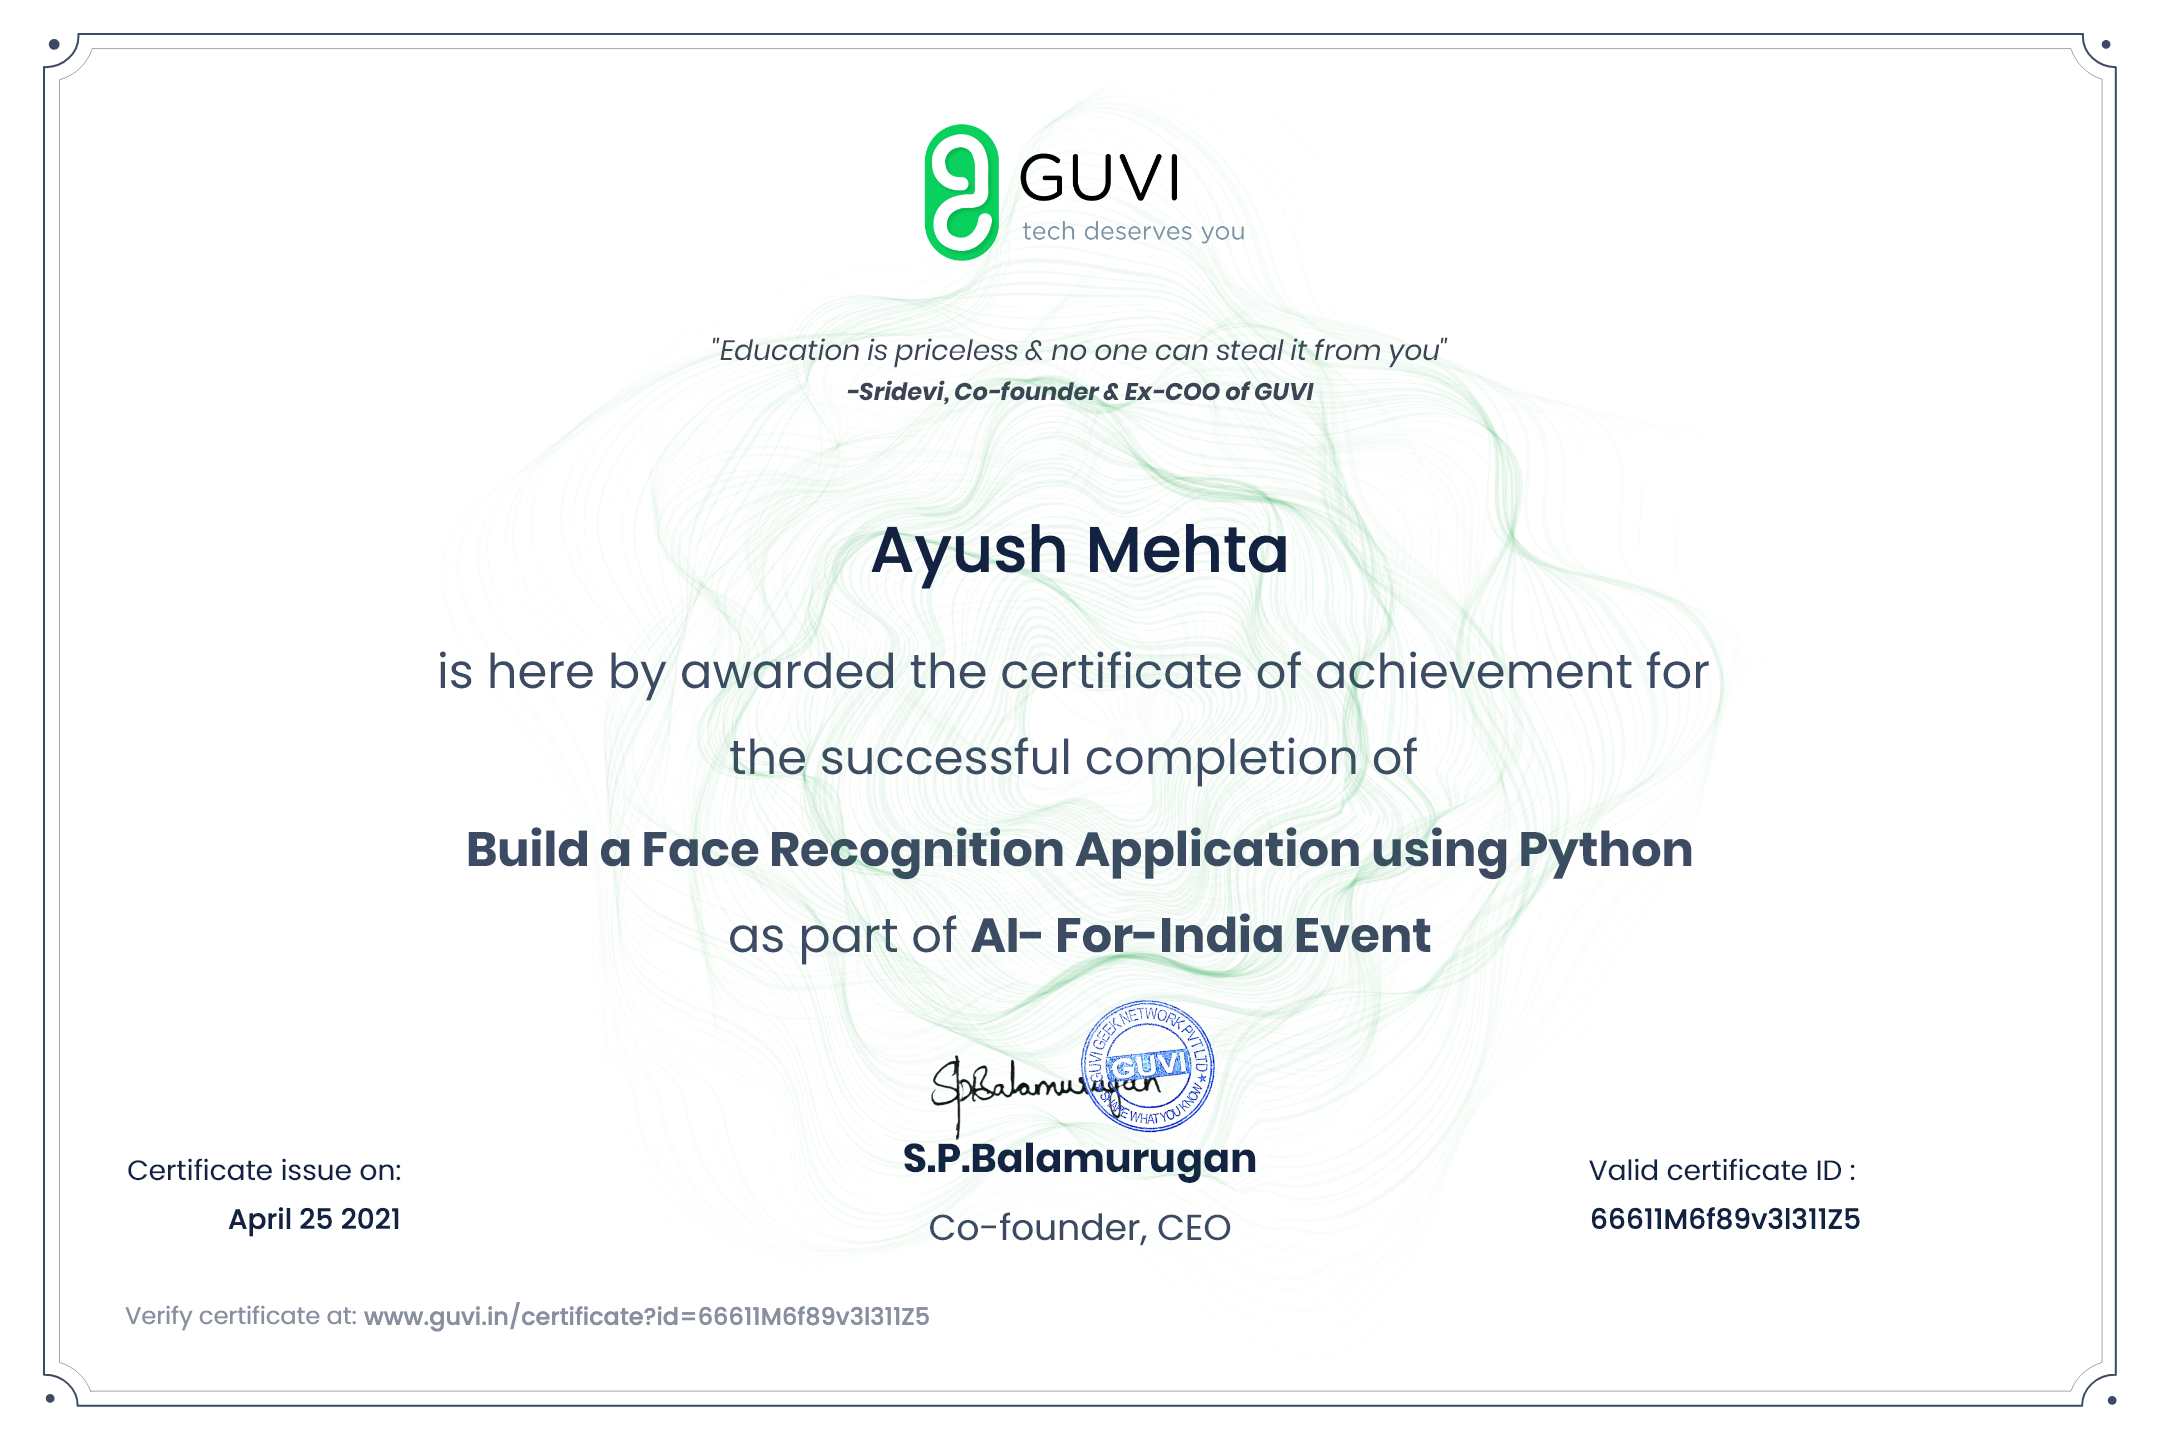 GUVI
tech deserves you
"Education is priceless & no one can steal it from you"
-Sridevi, Co-founder & Ex-COO of GUVI
Ayush Mehta
is here by awarded the certificate of achievement for
the successful completion of
Build a Face Recognition Application using Python
as part of AI- For-India Event
GUVI GEEK NETWORK PVT LTD
GUVI
SHARE WHAT YOU KNOW
SpBalamurugan
S.P.Balamurugan
Co-founder, CEO
Certificate issue on:
April 25 2021
Valid certificate ID :
66611M6f89v3l311Z5
Verify certificate at: www.guvi.in/certificate?id=66611M6f89v3l311Z5